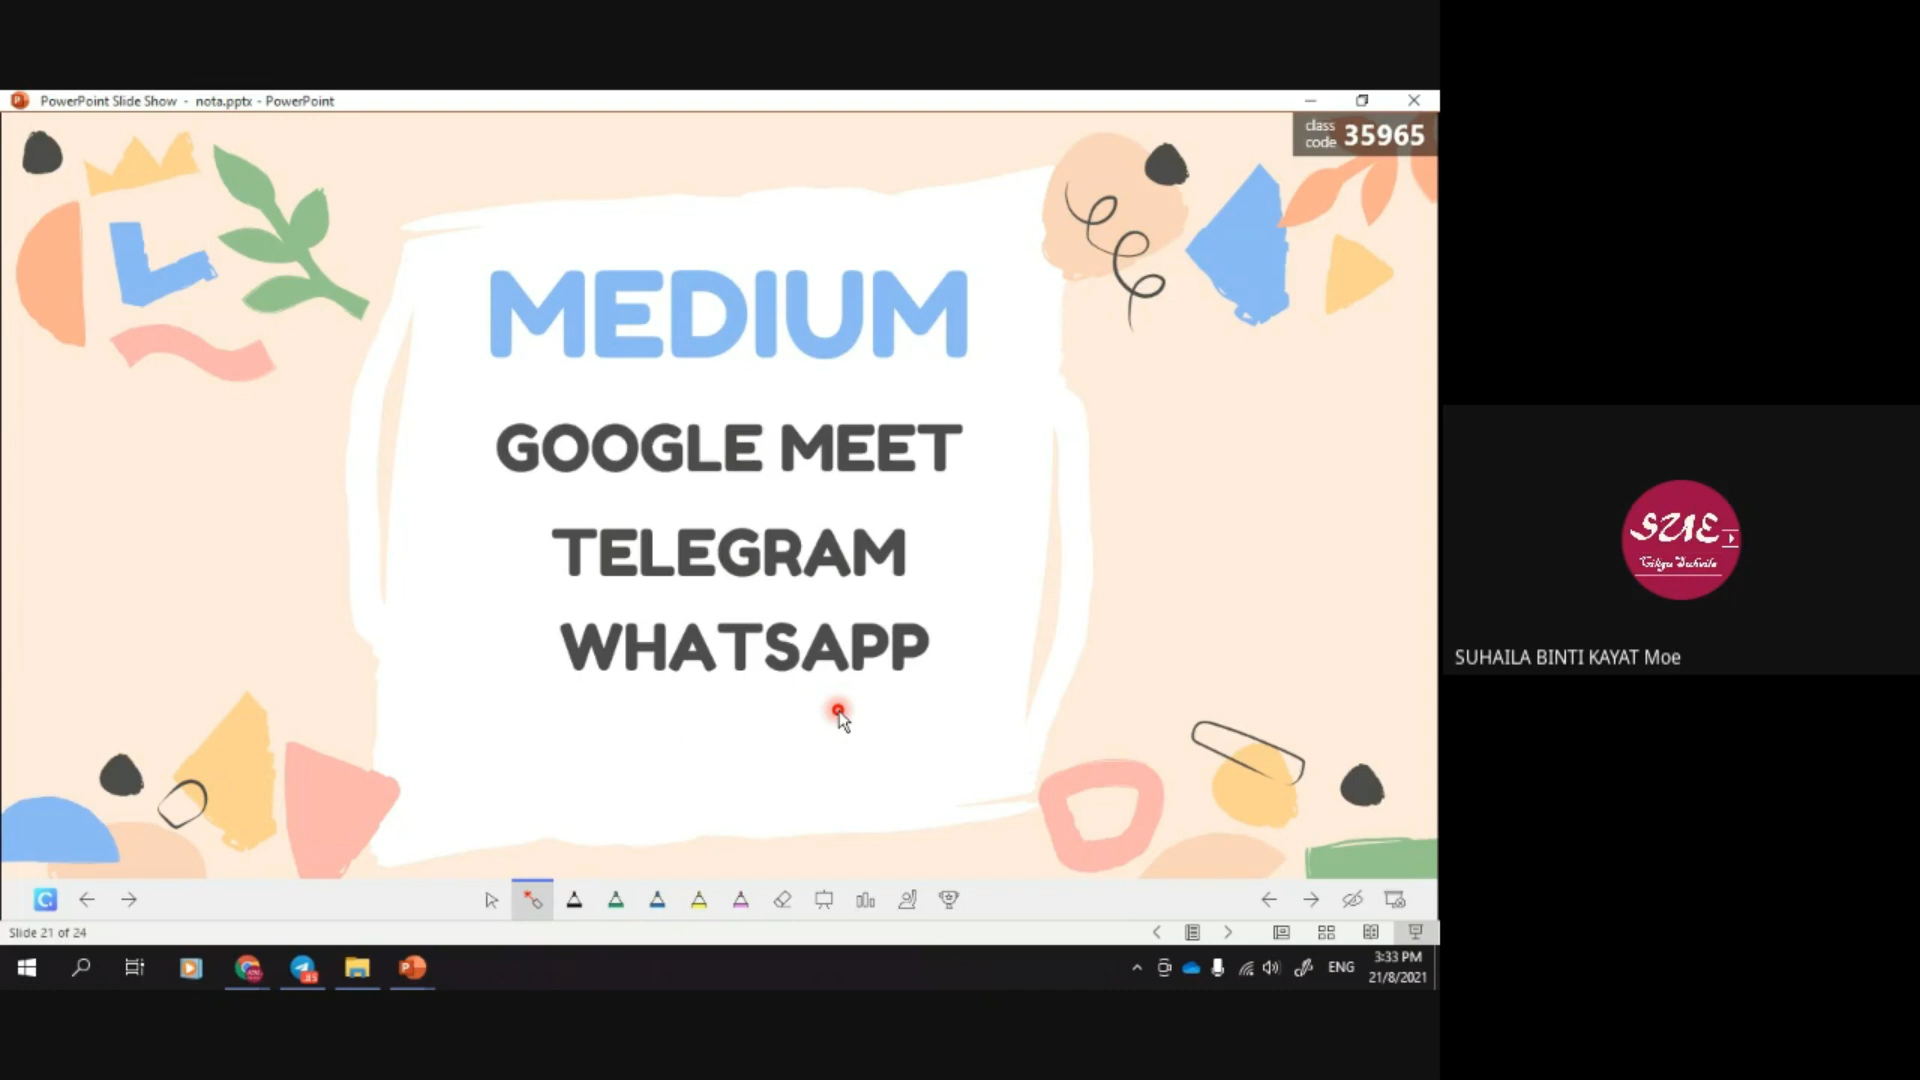 PowerPoint Slide Show - nota.pptx - PowerPoint
class
code 35965
MEDIUM
GOOGLE MEET
TELEGRAM
WHATSAPP
SUHAILA BINTI KAYAT Moe
Slide 21 of 24
ENG
3:33 PM
21/8/2021